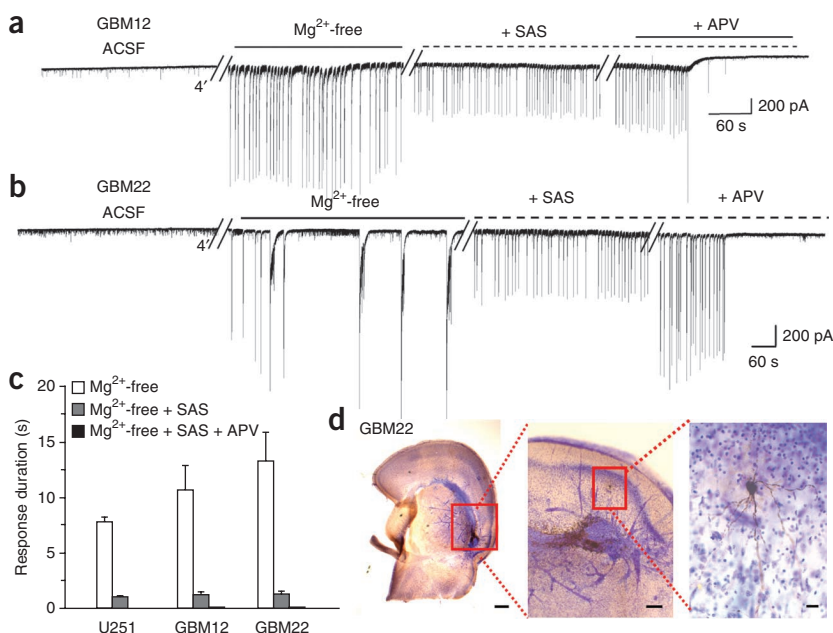 a
GBM12
ACSF
4′
Mg2+-free
+ SAS
+ APV
200 pA
60 s
b
GBM22
ACSF
4′
Mg2+-free
+ SAS
+ APV
200 pA
60 s
c
Response duration (s)
20
15
10
5
0
Mg2+-free
Mg2+-free + SAS
Mg2+-free + SAS + APV
U251
GBM12
GBM22
d
GBM22